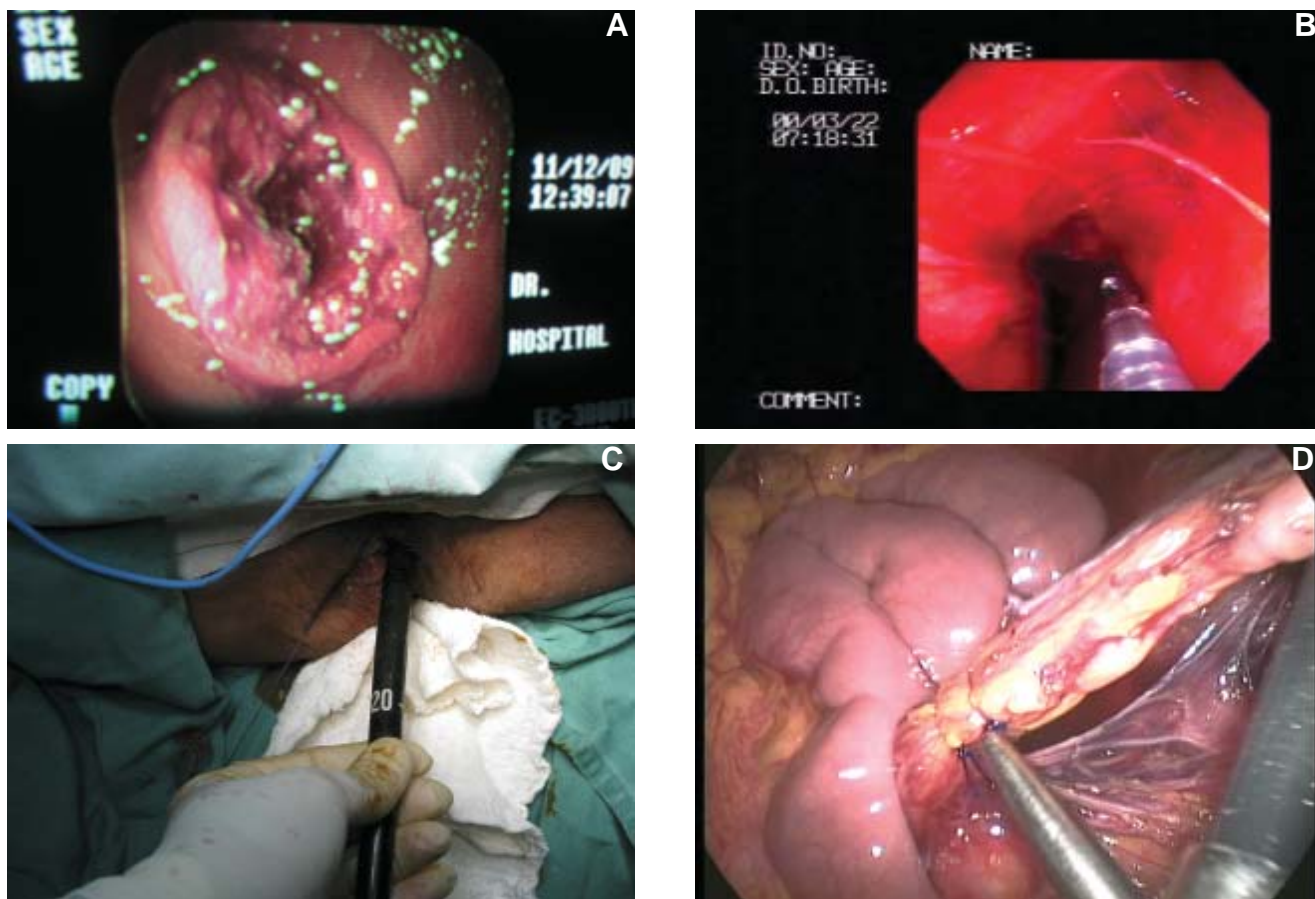 A
SEX
AGE
11/12/09
12:39:07
DR.
HOSPITAL
COPY
B
ID.NO:_
NAME:
SEX: AGE:
D.O.BIRTH:
00/03/22
07:18:31
COMMENT:
C
20
D